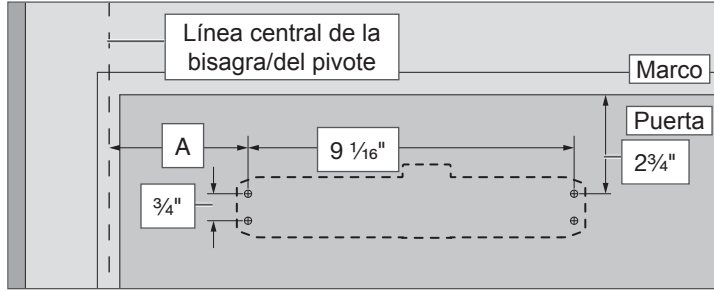 Línea central de la
bisagra/del pivote
Marco
Puerta
A
9 1⁄16"
2¾"
¾"